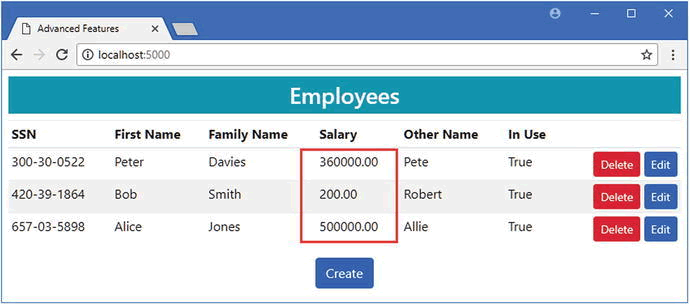 Advanced Features
localhost:5000
Employees
SSN First Name Family Name Salary Other Name In Use
300-30-0522 Peter Davies 360000.00 Pete True Delete Edit
420-39-1864 Bob Smith 200.00 Robert True Delete Edit
657-03-5898 Alice Jones 500000.00 Allie True Delete Edit
Create